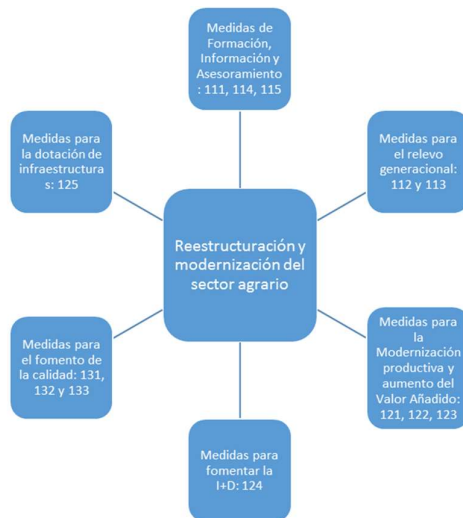 Medidas de
Formación,
Información y
Asesoramiento
: 111, 114, 115
Medidas para
la dotación de
infraestructura
s: 125
Medidas para
el relevo
generacional:
112 y 113
Reestructuración y
modernización del
sector agrario
Medidas para
el fomento de
la calidad: 131,
132 y 133
Medidas para
la
Modernización
productiva y
aumento del
Valor Añadido:
121, 122, 123
Medidas para
fomentar la
I+D: 124